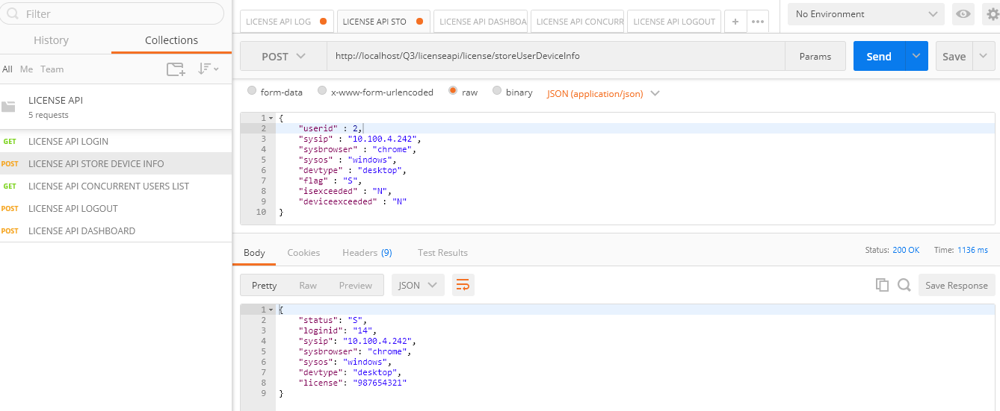 Filter
History Collections
All Me Team
LICENSE API
5 requests
GET LICENSE API LOGIN
POST LICENSE API STORE DEVICE INFO
GET LICENSE API CONCURRENT USERS LIST
POST LICENSE API LOGOUT
POST LICENSE API DASHBOARD
LICENSE API LOG LICENSE API STO LICENSE API DASHBOA LICENSE API CONCURR LICENSE API LOGOUT + ••• No Environment
POST http://localhost/Q3/licenseapi/license/storeUserDeviceInfo Params Send Save
form-data x-www-form-urlencoded raw binary JSON (application/json)
1 {
2 "userid" : 2,
3 "sysip" : "10.100.4.242",
4 "sysbrowser" : "chrome",
5 "sysos" : "windows",
6 "devtype" : "desktop",
7 "flag" : "S",
8 "isexceeded" : "N",
9 "deviceexceeded" : "N"
10 }
Body Cookies Headers (9) Test Results Status: 200 OK Time: 1136 ms
Pretty Raw Preview JSON Save Response
1 {
2 "status": "S",
3 "loginid": "14",
4 "sysip": "10.100.4.242",
5 "sysbrowser": "chrome",
6 "sysos": "windows",
7 "devtype": "desktop",
8 "license": "987654321"
9 }